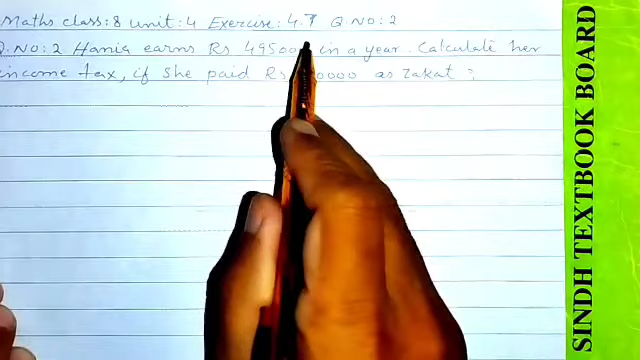 Maths class:8 unit:4 Exercise:4.7 Q.NO:2
Q.NO:2 Hania earns Rs in a year. Calculate her
income tax, if she paid Rs as zakat?
SINDH TEXTBOOK BOARD